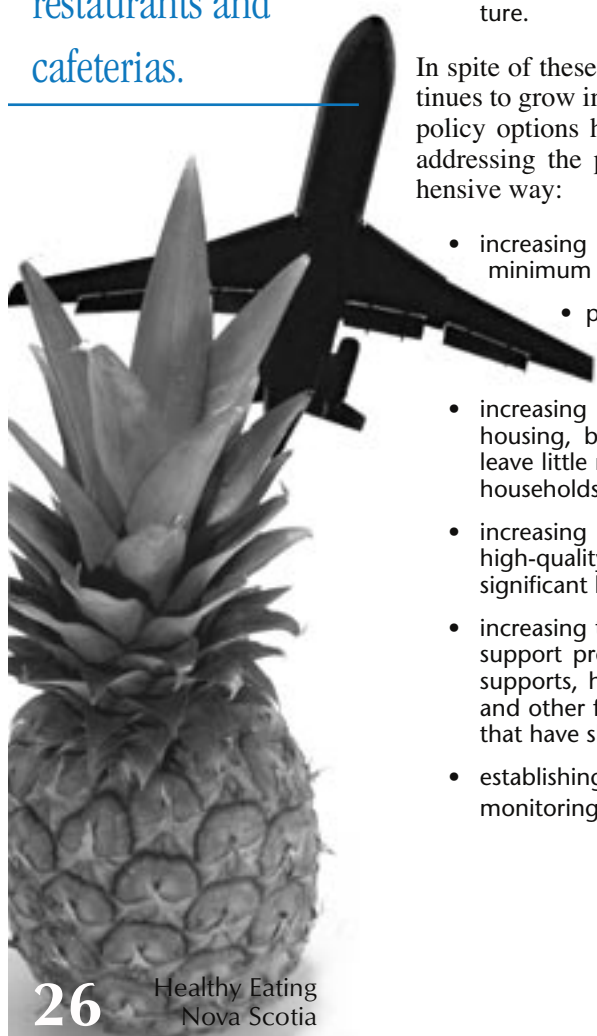 restaurants and
cafeterias.
ture.
In spite of these
tinues to grow in
policy options h
addressing the p
hensive way:
• increasing
minimum
• p
• increasing
housing, b
leave little
households
• increasing
high-quality
significant
• increasing
support pr
supports, h
and other f
that have s
• establishing
monitoring
26
Healthy Eating
Nova Scotia